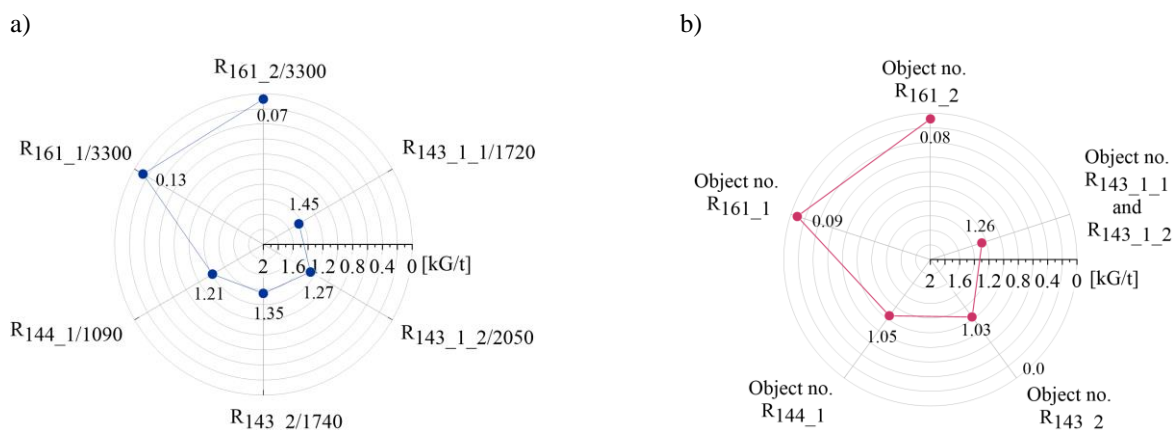 a)
R161_2/3300
0.07
R161_1/3300
0.13
R143_1_1/1720
1.45
2 1.6 1.2 0.8 0.4 0 [kG/t]
1.21
1.27
1.35
R144_1/1090
R143_1_2/2050
R143_2/1740
b)
Object no.
R161_2
0.08
Object no.
R161_1
0.09
R143_1_1
and
R143_1_2
Object no.
1.26
2 1.6 1.2 0.8 0.4 0 [kG/t]
1.05
1.03
0.0
Object no.
R144_1
Object no.
R143_2